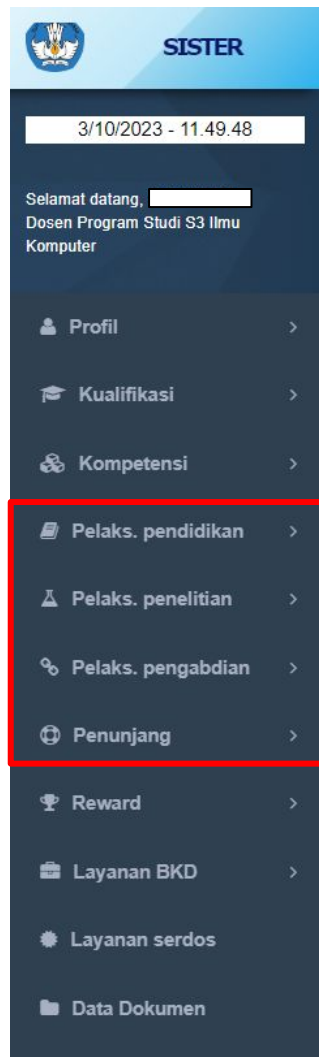 SISTER
3/10/2023 - 11.49.48
Selamat datang,
Dosen Program Studi S3 Ilmu
Komputer
Profil
Kualifikasi
Kompetensi
Pelaks. pendidikan
Pelaks. penelitian
Pelaks. pengabdian
Penunjang
Reward
Layanan BKD
Layanan serdos
Data Dokumen